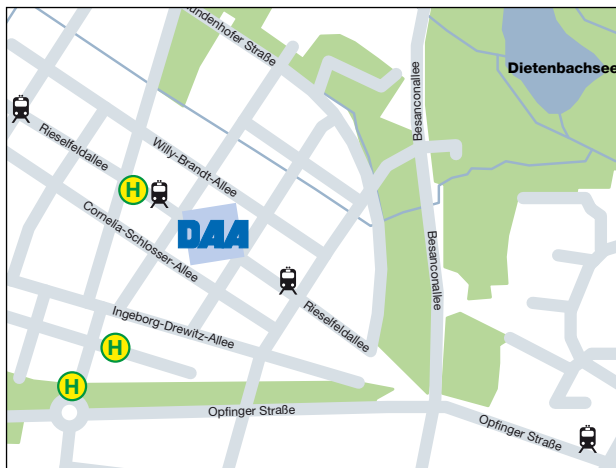 undenhofer Straße
Dietenbachsee
Besanconallee
Rieselfeldallee
Willy-Brandt-Allee
H
DAA
Cornelia-Schlosser-Allee
Besanconallee
Rieselfeldallee
Ingeborg-Drewitz-Allee
H
H
Opfinger Straße
Opfinger Straße